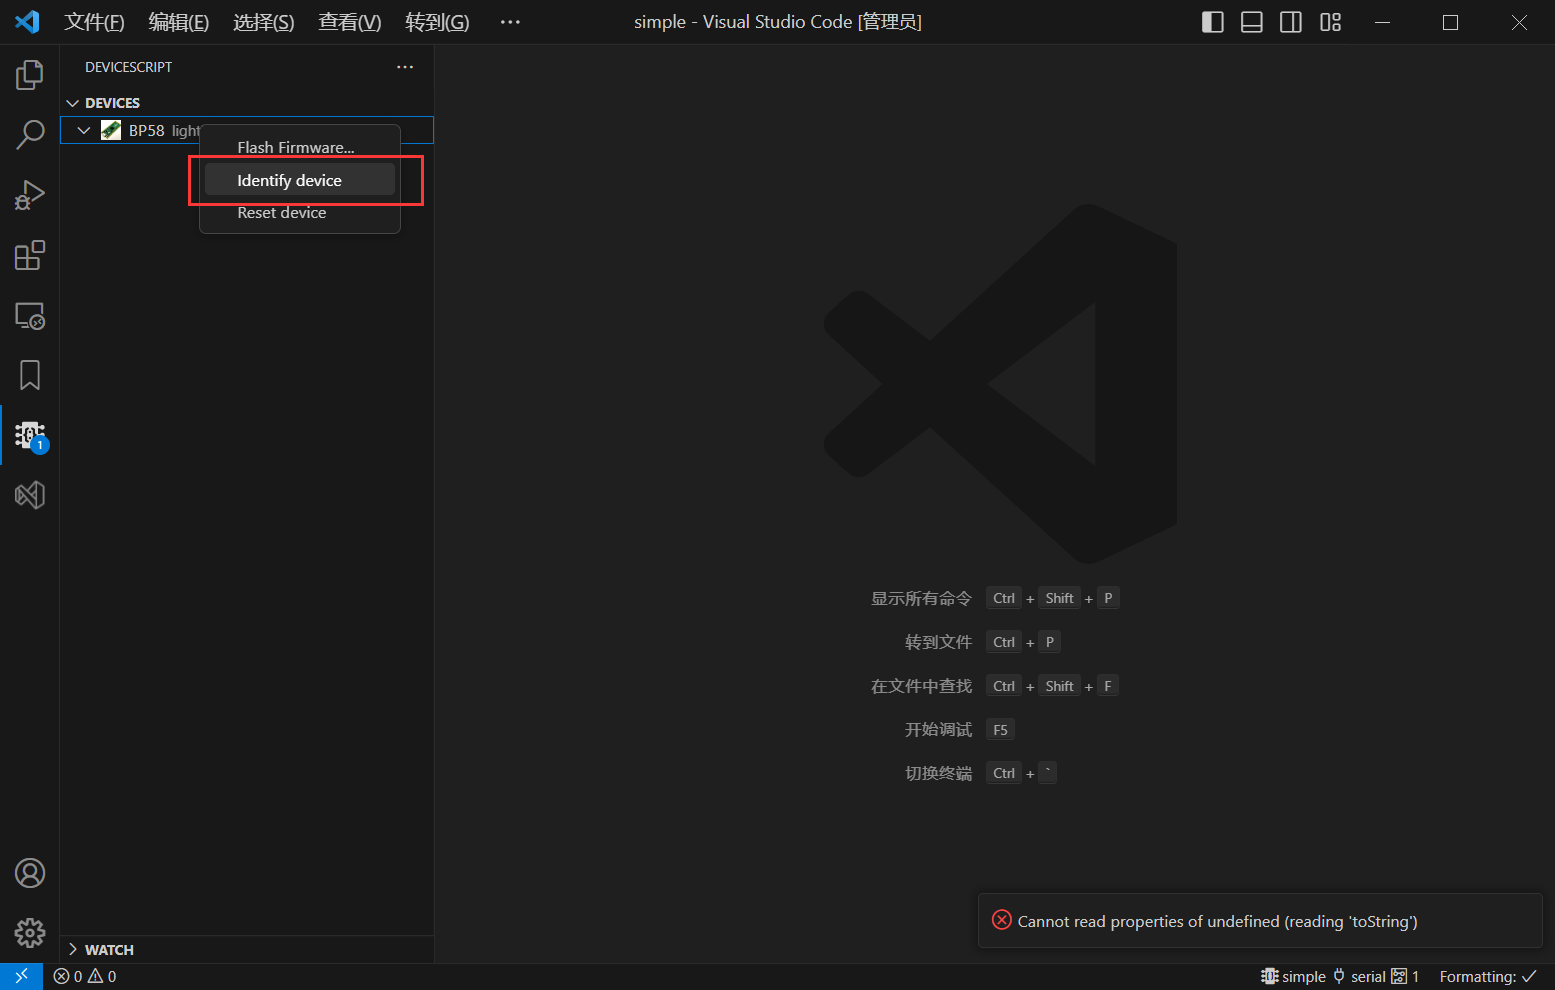 文件(F) 编辑(E) 选择(S) 查看(V) 转到(G) ··· simple - Visual Studio Code [管理员]
DEVICESCRIPT ···
DEVICES
BP58 light
Flash Firmware...
Identify device
Reset device
1
显示所有命令 Ctrl + Shift + P
转到文件 Ctrl + P
在文件中查找 Ctrl + Shift + F
开始调试 F5
切换终端 Ctrl + `
Cannot read properties of undefined (reading 'toString')
WATCH
0 0 simple serial 1 Formatting: ✓